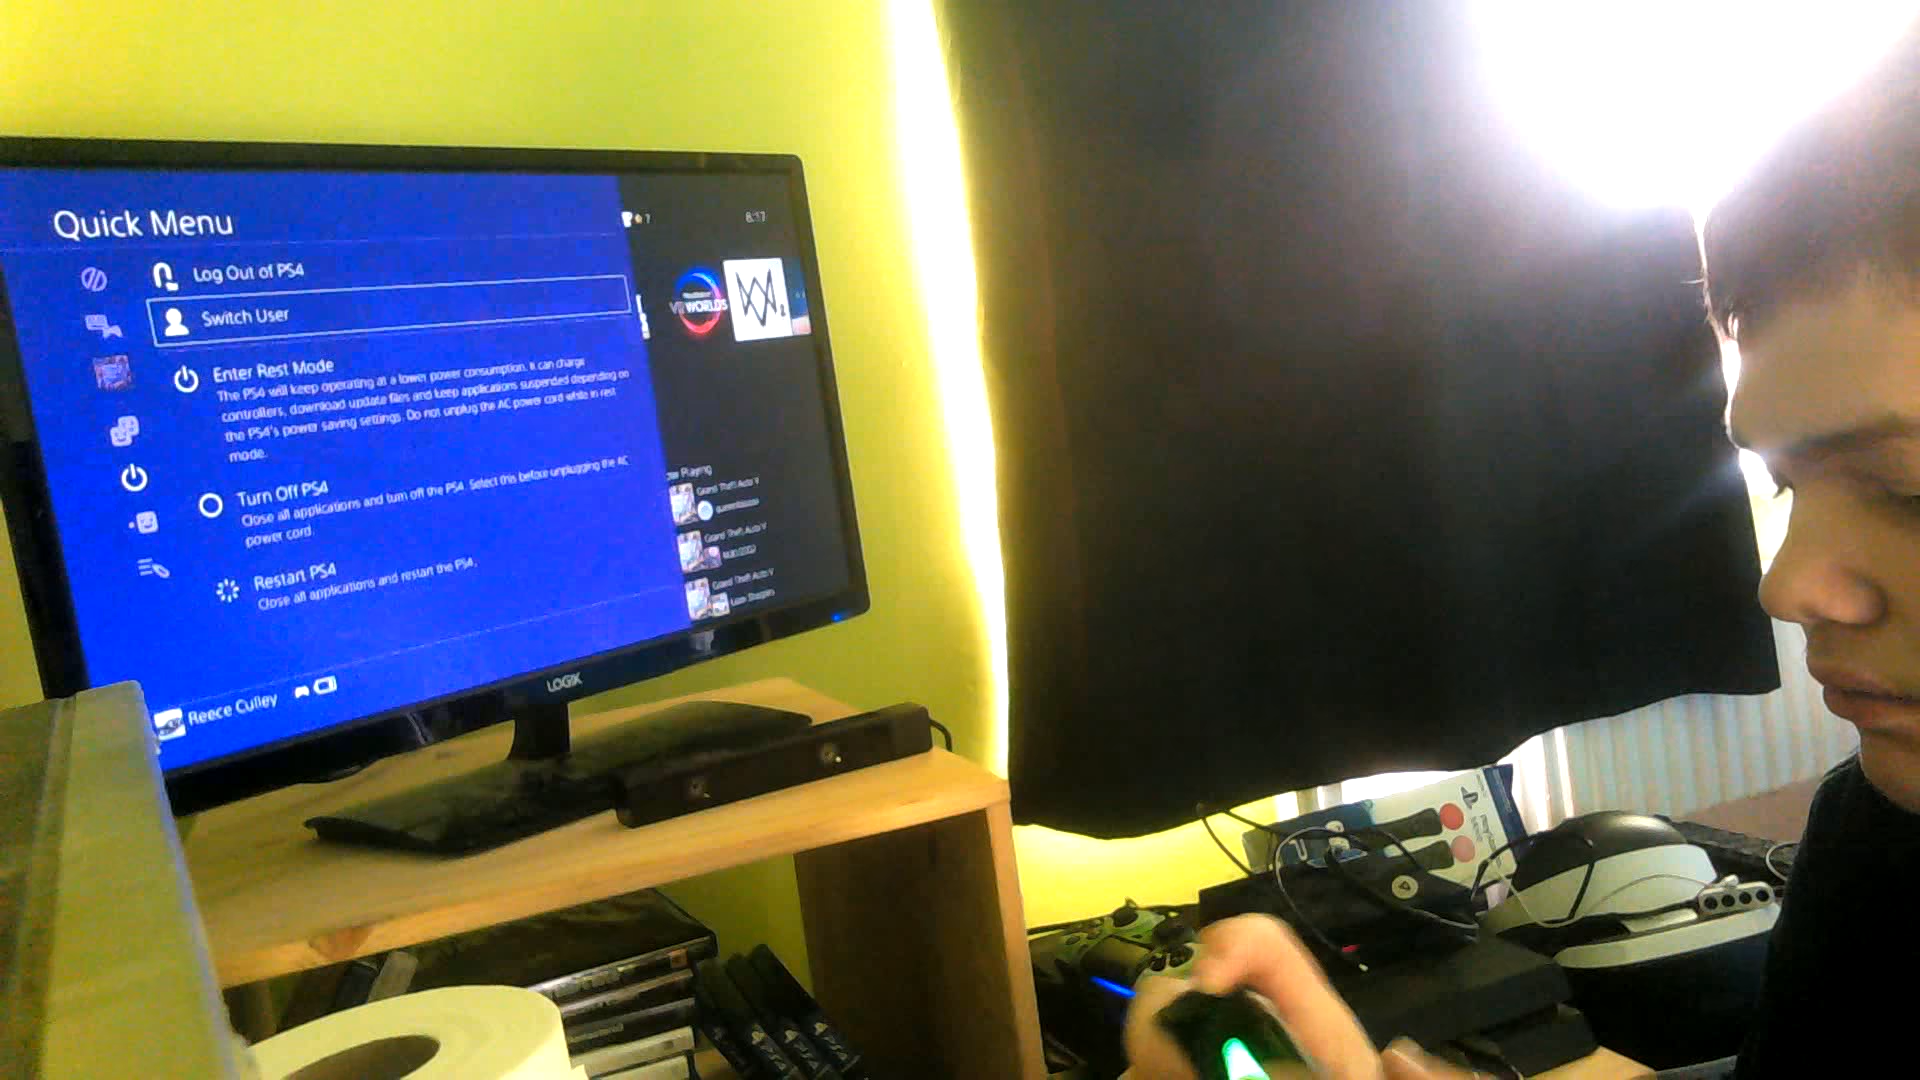 Quick Menu
Log Out of PS4
Switch User
Enter Rest Mode
The PS4 will keep operating at a lower power consumption. It can charge
controllers, download update files and keep applications suspended depending on
the PS4's power saving settings. Do not unplug the AC power cord while in rest
mode.
Turn Off PS4
Close all applications and turn off the PS4. Select this before unplugging the AC
power cord.
Restart PS4
Close all applications and restart the PS4.
Reece Culley
7
8:17
VR WORLDS
2
Playing
Grand Theft Auto V
Grand Theft Auto V
Grand Theft Auto V
LOGIK
PS4